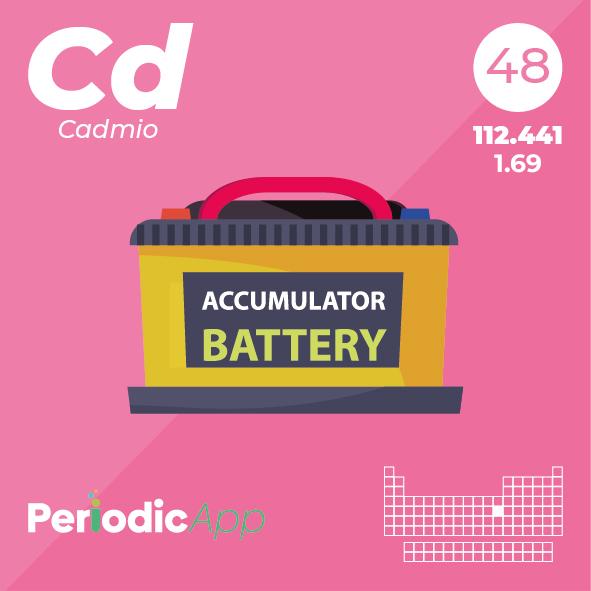 Cd
Cadmio
48
112.441
1.69
ACCUMULATOR
BATTERY
PeriodicApp